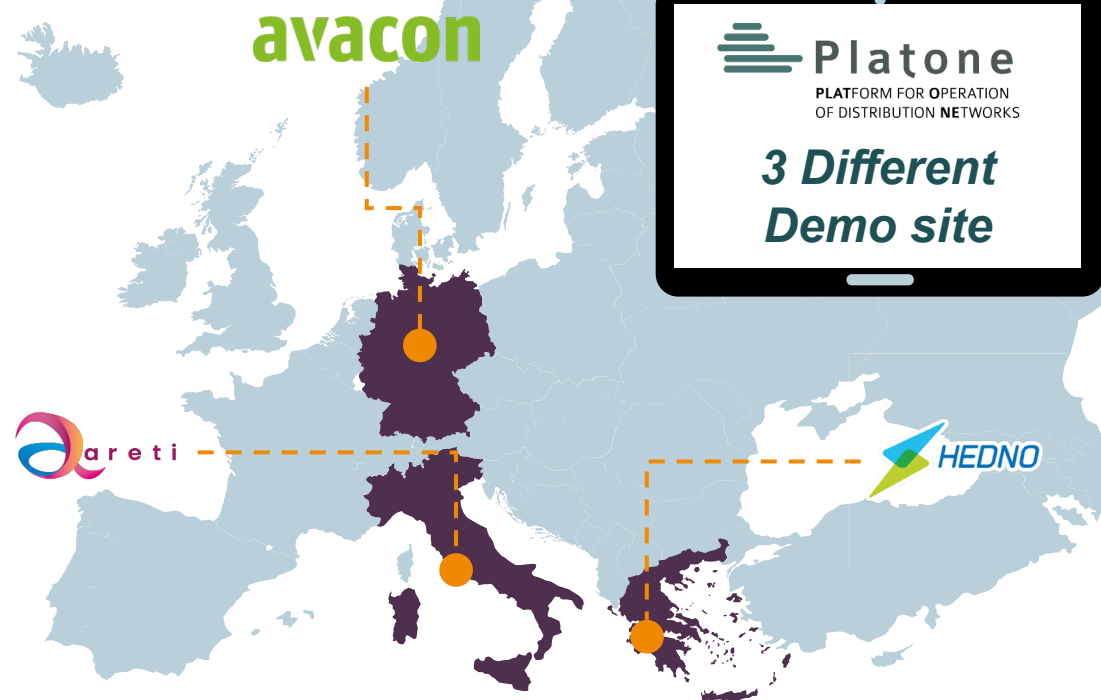 avacon
Platone
PLATFORM FOR OPERATION
OF DISTRIBUTION NETWORKS
3 Different
Demo site
areti
HEDNO